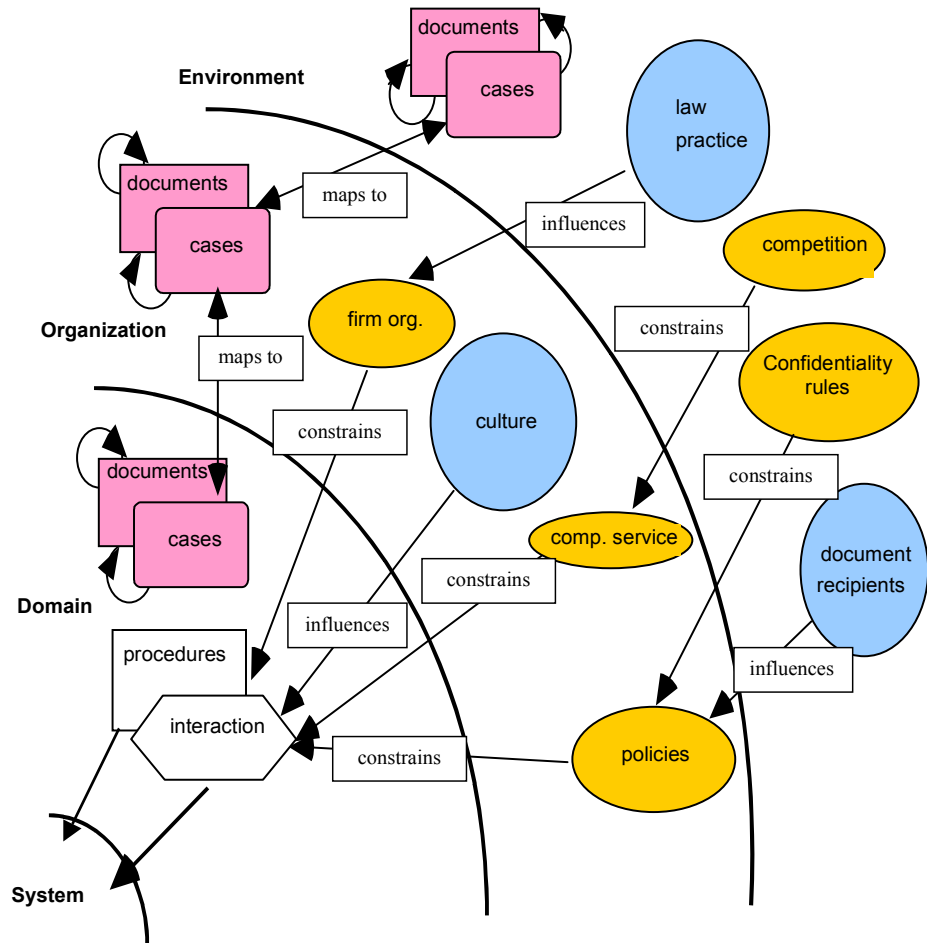 documents
Environment
cases
law
practice
documents
maps to
influences
cases
competition
firm org.
Organization
constrains
maps to
Confidentiality
rules
constrains
culture
documents
constrains
cases
comp. service
document
recipients
constrains
Domain
influences
procedures
influences
interaction
constrains
policies
System